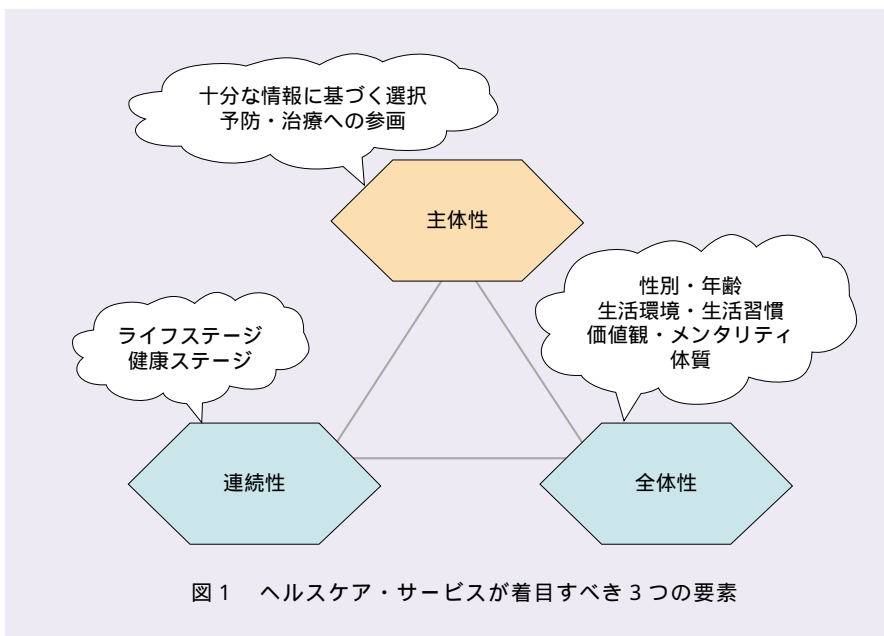 十分な情報に基づく選択
予防・治療への参画
主体性
性別・年齢
生活環境・生活習慣
価値観・メンタリティ
体質
ライフステージ
健康ステージ
連続性
全体性
図1 ヘルスケア・サービスが着目すべき3つの要素